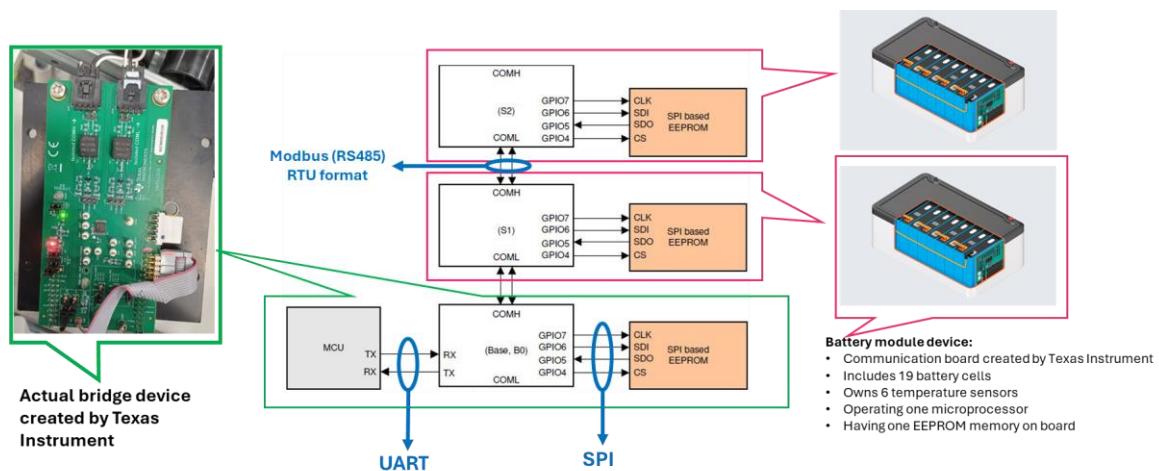 COMH
(S2)
COML
GPIO7
GPIO6
GPIO5
GPIO4
CLK
SDI
SDO
CS
SPI based
EEPROM
Modbus (RS485)
RTU format
COMH
(S1)
COML
GPIO7
GPIO6
GPIO5
GPIO4
CLK
SDI
SDO
CS
SPI based
EEPROM
MCU
TX
RX
RX
TX
COMH
(Base, B0)
COML
GPIO7
GPIO6
GPIO5
GPIO4
CLK
SDI
SDO
CS
SPI based
EEPROM
UART
SPI
Actual bridge device
created by Texas
Instrument
Battery module device:
• Communication board created by Texas Instrument
• Includes 19 battery cells
• Owns 6 temperature sensors
• Operating one microprocessor
• Having one EEPROM memory on board